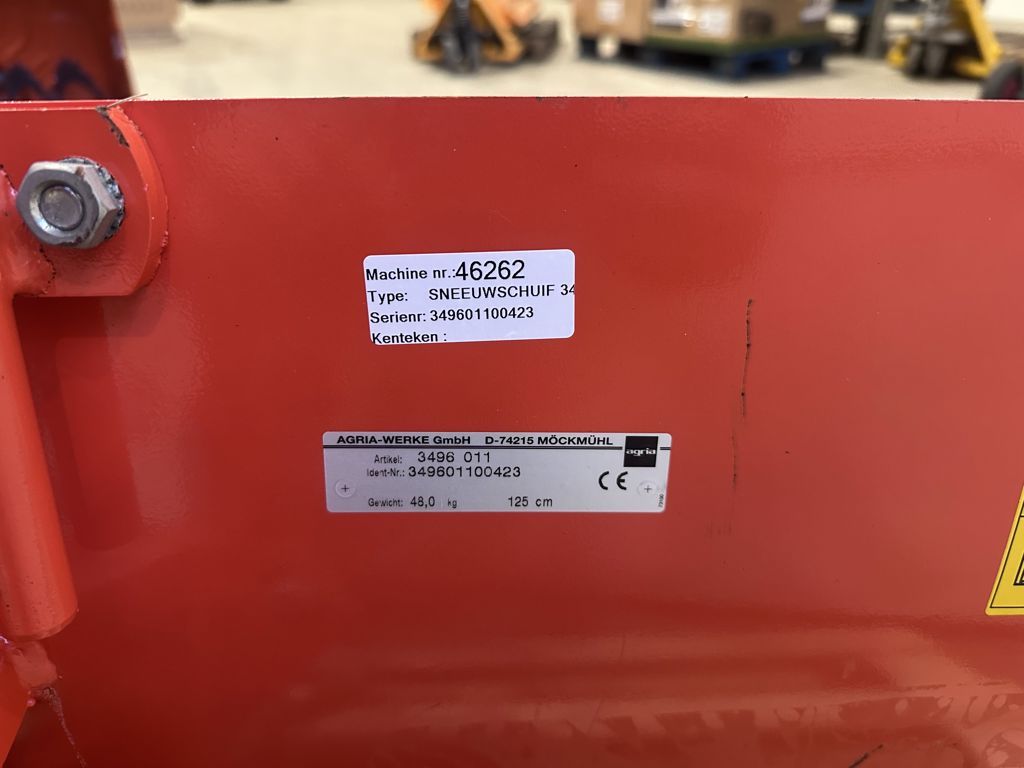 Machine nr.:46262
Type: SNEEUWSCHUIF 34
Serienr: 349601100423
Kenteken :
AGRIA-WERKE GmbH D-74215 MÖCKMÜHL
agria
Artikel: 3496 011
Ident-Nr.: 349601100423
CE
Gewicht: 48,0 kg 125 cm